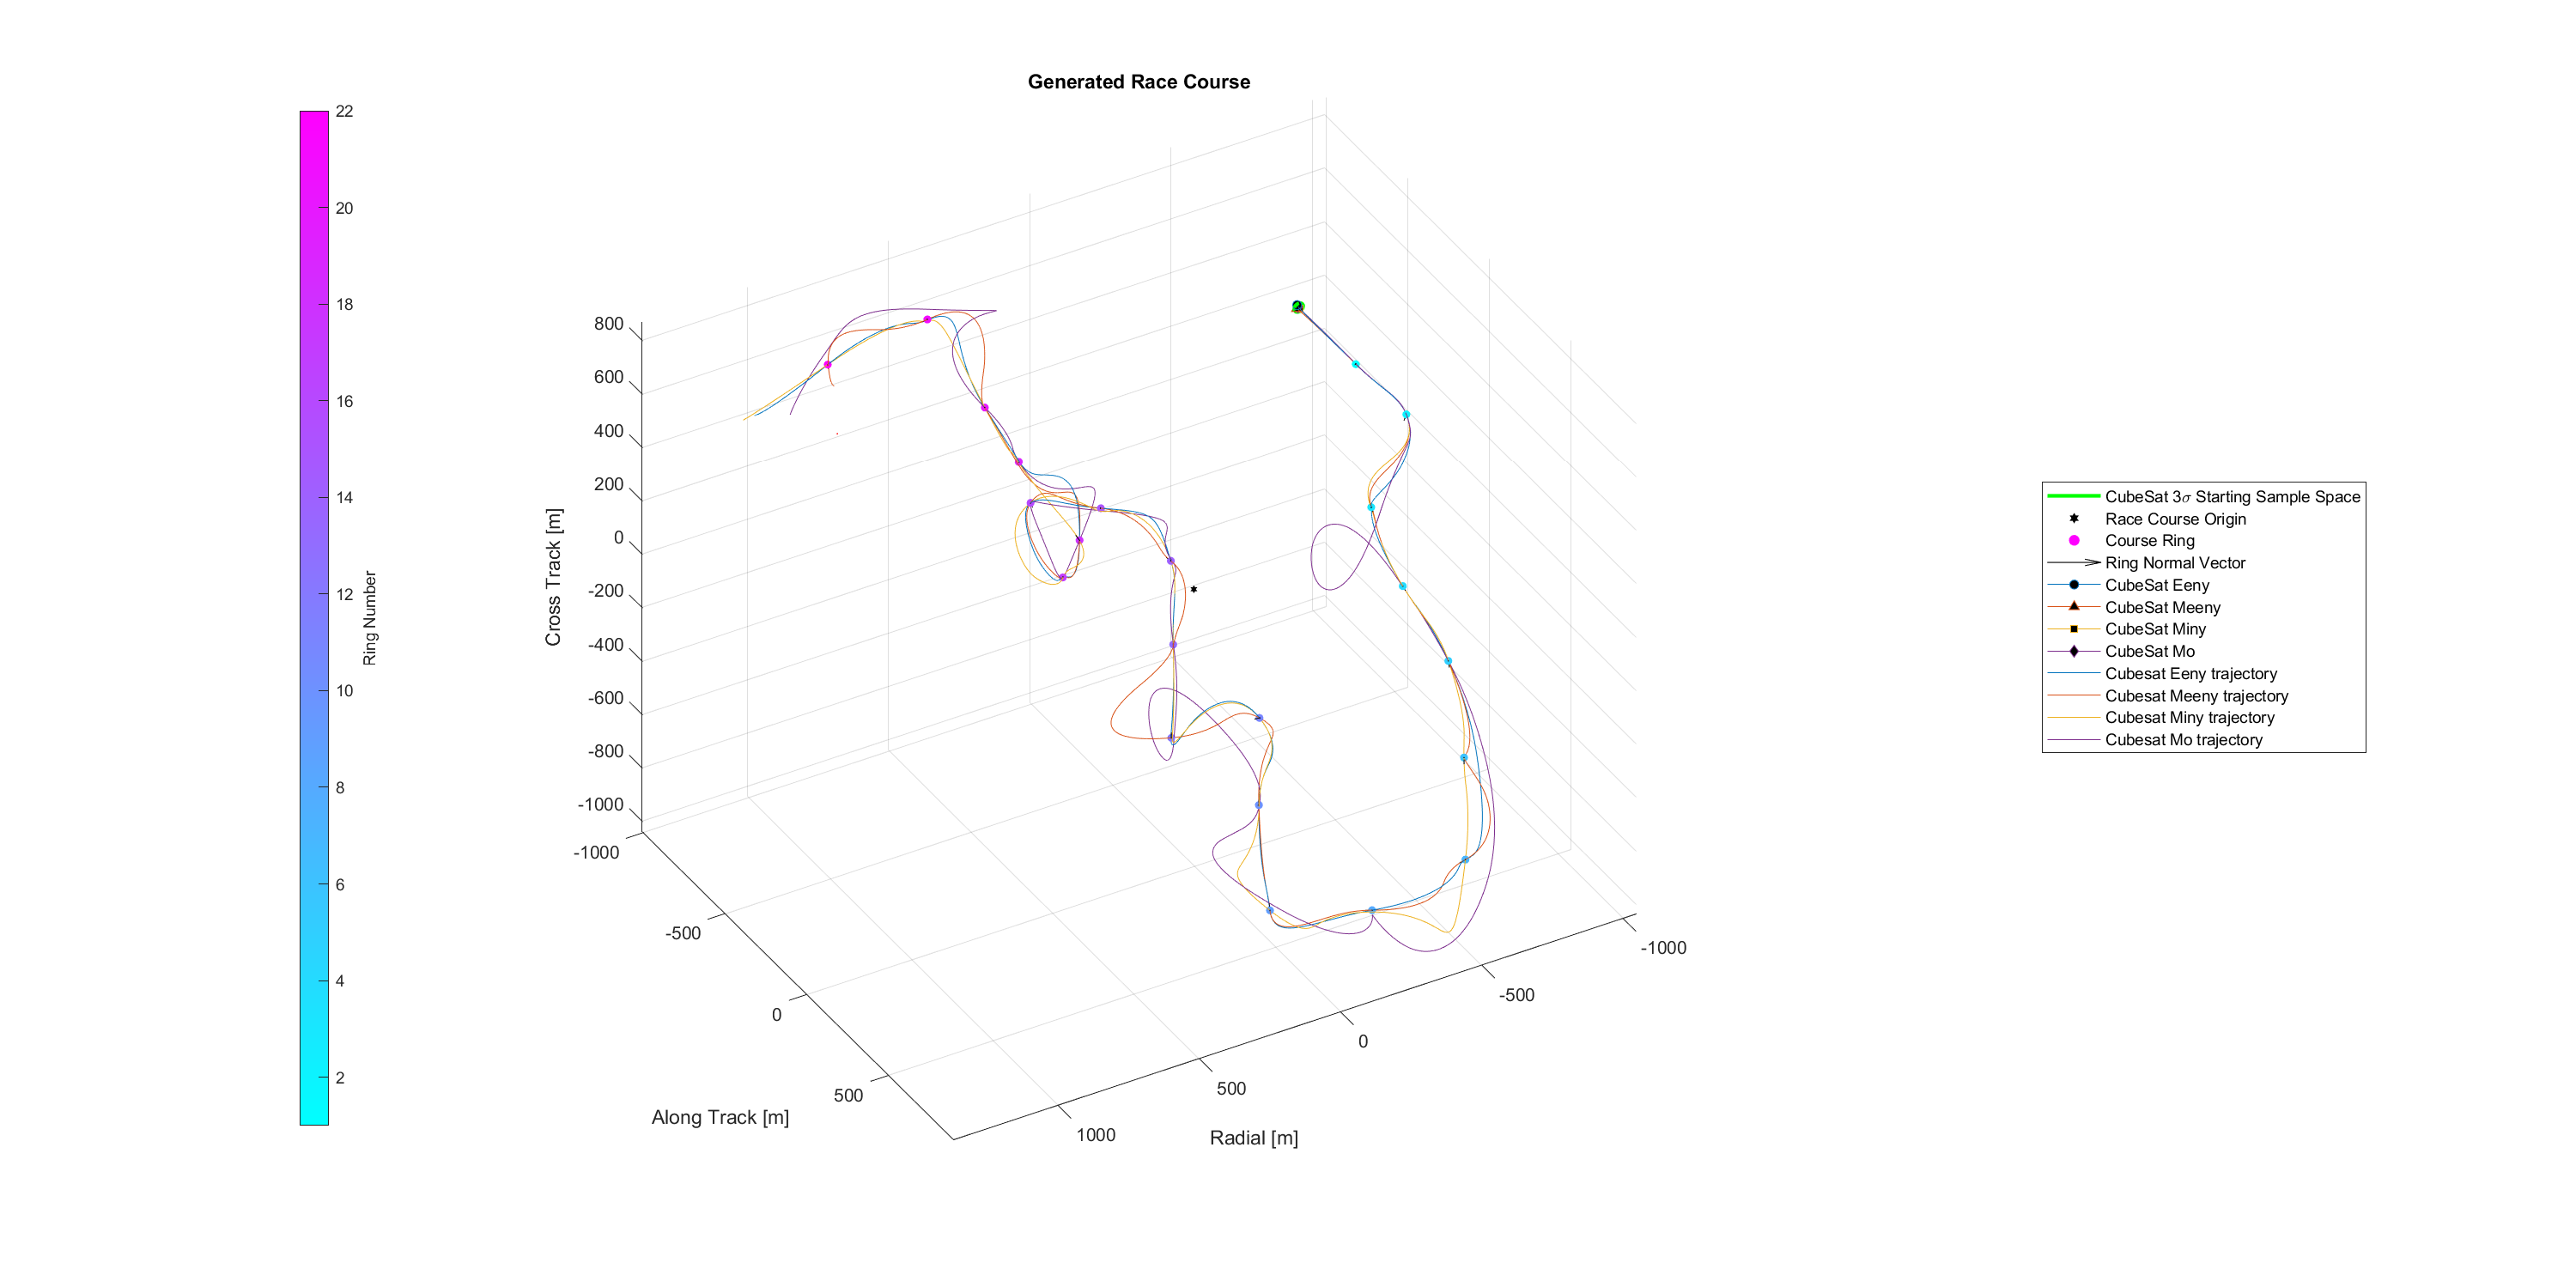 Generated Race Course
22
20
18
16
14
12
10
8
6
4
2
Ring Number
800
600
400
200
0
-200
-400
-600
-800
-1000
Cross Track [m]
-1000
-500
0
500
Along Track [m]
1000
500
0
-500
-1000
Radial [m]
CubeSat 3σ Starting Sample Space
Race Course Origin
Course Ring
Ring Normal Vector
CubeSat Eeny
CubeSat Meeny
CubeSat Miny
CubeSat Mo
Cubesat Eeny trajectory
Cubesat Meeny trajectory
Cubesat Miny trajectory
Cubesat Mo trajectory